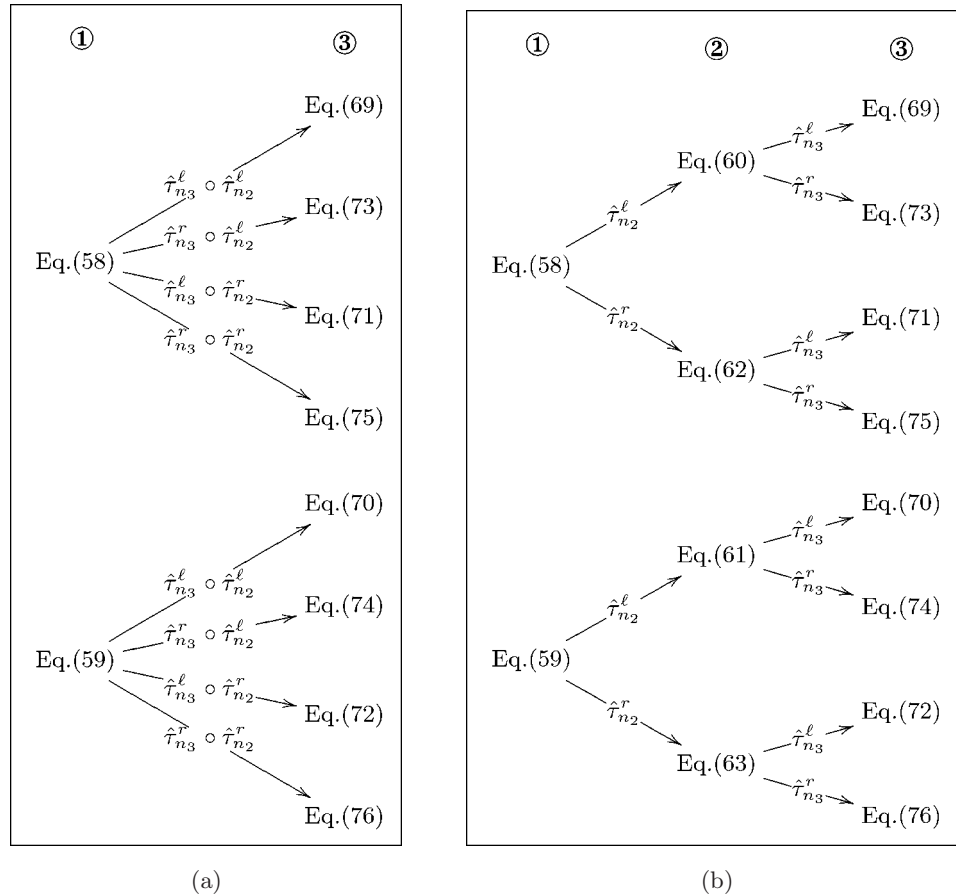 ① ③
Eq.(69)
τ̂ˡₙ₃ ∘ τ̂ˡₙ₂
Eq.(73)
τ̂ʳₙ₃ ∘ τ̂ˡₙ₂
Eq.(58)
τ̂ˡₙ₃ ∘ τ̂ʳₙ₂
Eq.(71)
τ̂ʳₙ₃ ∘ τ̂ʳₙ₂
Eq.(75)
Eq.(70)
τ̂ˡₙ₃ ∘ τ̂ˡₙ₂
Eq.(74)
τ̂ʳₙ₃ ∘ τ̂ˡₙ₂
Eq.(59)
τ̂ˡₙ₃ ∘ τ̂ʳₙ₂
Eq.(72)
τ̂ʳₙ₃ ∘ τ̂ʳₙ₂
Eq.(76)
(a)
① ② ③
Eq.(69)
τ̂ˡₙ₃
Eq.(60)
τ̂ʳₙ₃
Eq.(73)
τ̂ˡₙ₂
Eq.(58)
τ̂ʳₙ₂
Eq.(71)
τ̂ˡₙ₃
Eq.(62)
τ̂ʳₙ₃
Eq.(75)
Eq.(70)
τ̂ˡₙ₃
Eq.(61)
τ̂ʳₙ₃
Eq.(74)
τ̂ˡₙ₂
Eq.(59)
τ̂ʳₙ₂
Eq.(72)
τ̂ˡₙ₃
Eq.(63)
τ̂ʳₙ₃
Eq.(76)
(b)